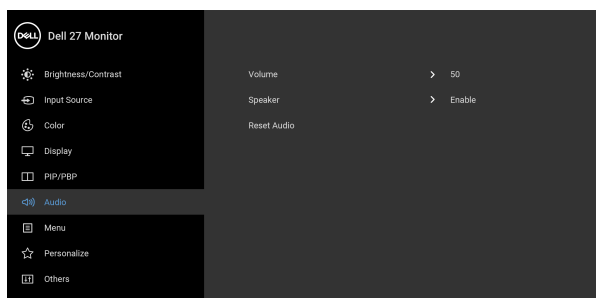 DELL Dell 27 Monitor
Brightness/Contrast
Volume 50
Input Source
Speaker Enable
Color
Reset Audio
Display
PIP/PBP
Audio
Menu
Personalize
Others